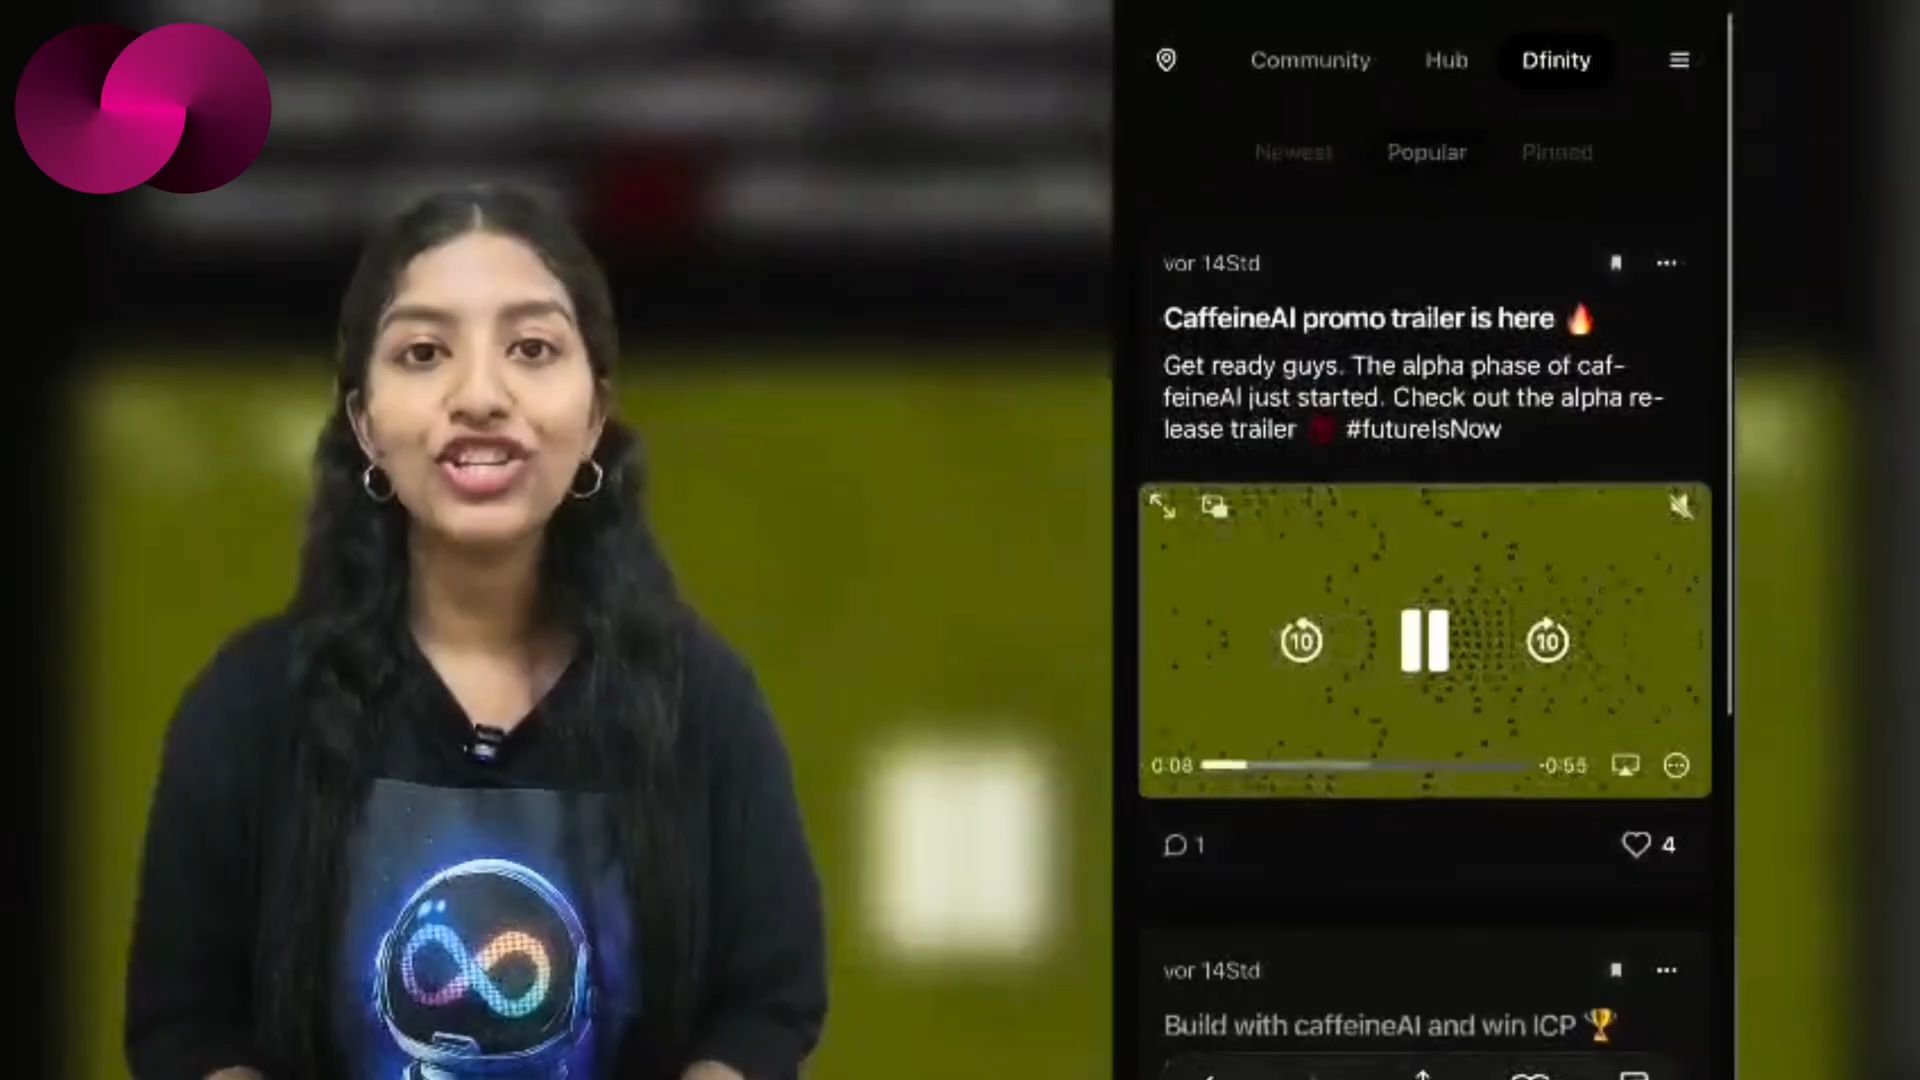 Community Hub Dfinity
Newest Popular Pinned
vor 14Std
CaffeineAI promo trailer is here 🔥
Get ready guys. The alpha phase of caf-
feineAI just started. Check out the alpha re-
lease trailer #futureIsNow
10 10
0:08 -0:55
1 4
vor 14Std
Build with caffeineAI and win ICP 🏆